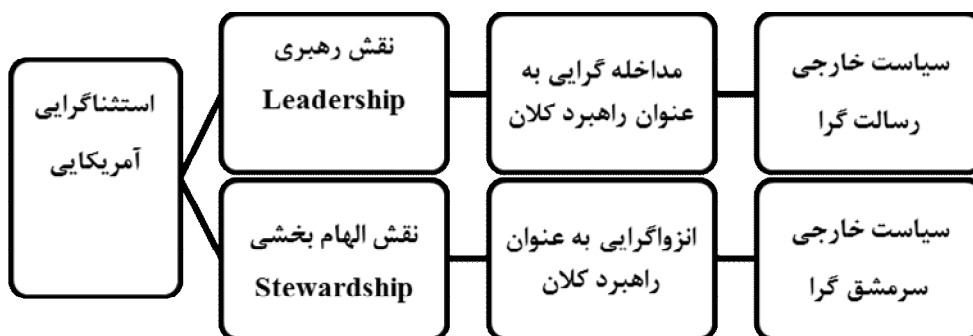 استثناگرایی
آمریکایی
نقش رهبری
Leadership
مداخله گرایی به
عنوان راهبرد کلان
سیاست خارجی
رسالت گرا
نقش الهام بخشی
Stewardship
انزواگرایی به عنوان
راهبرد کلان
سیاست خارجی
سرمشق گرا